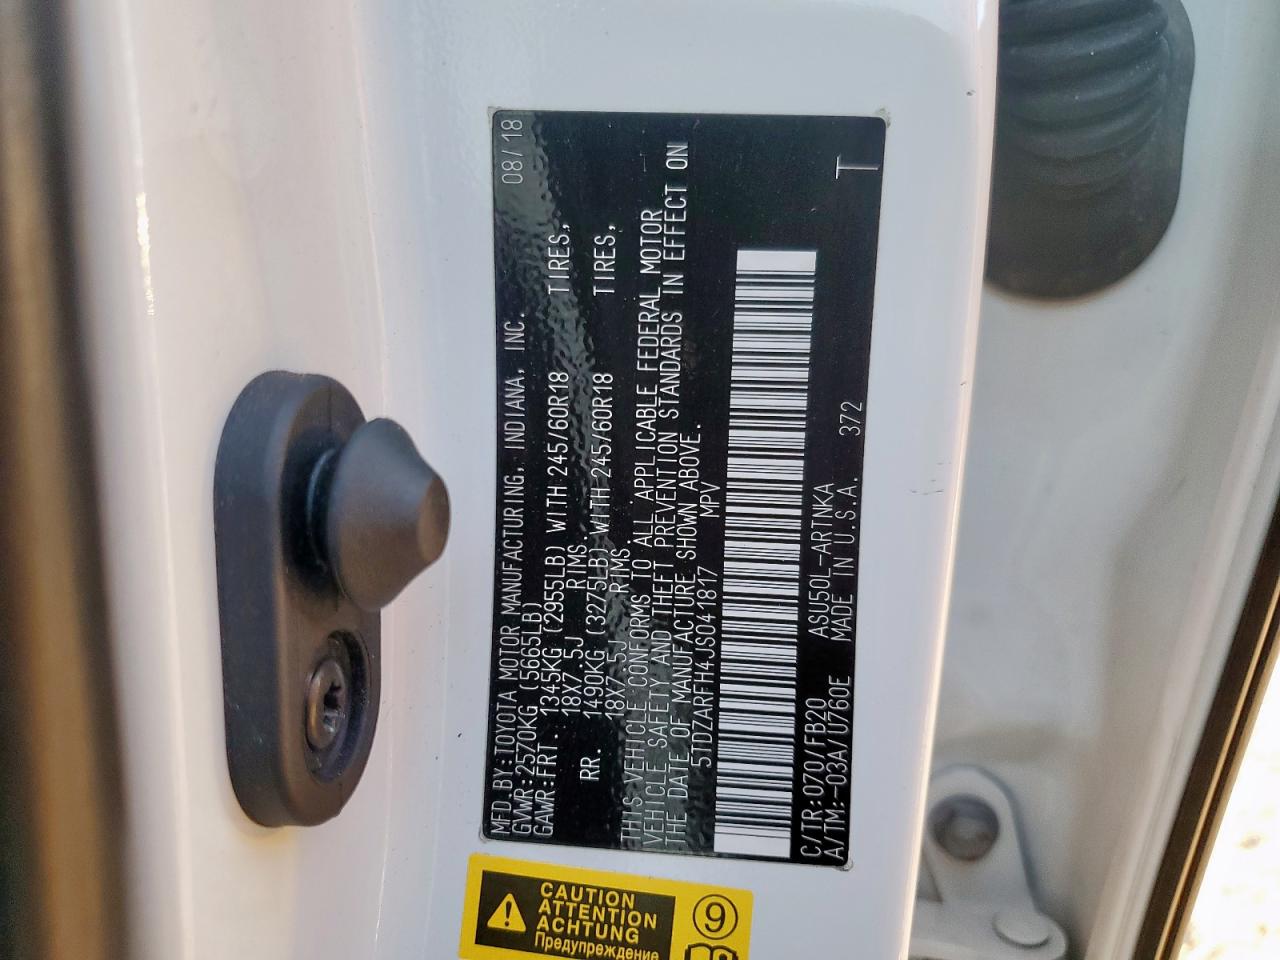 MFD.BY:TOYOTA MOTOR MANUFACTURING, INDIANA, INC. 08/18
GVWR:2570KG (5665LB)
GAWR:FRT. 1345KG (2955LB) WITH 245/60R18 TIRES,
18X7.5J RIMS.
RR. 1490KG (3275LB) WITH 245/60R18 TIRES,
18X7.5J RIMS.
THIS VEHICLE CONFORMS TO ALL APPLICABLE FEDERAL MOTOR
VEHICLE SAFETY AND THEFT PREVENTION STANDARDS IN EFFECT ON
THE DATE OF MANUFACTURE SHOWN ABOVE.
5TDZARFH4JS041817 MPV
C/TR:070/FB20 ASU50L-ARTNKA T
A/TM:-03A/U760E MADE IN U.S.A. 372
CAUTION
ATTENTION
ACHTUNG
Предупреждение
9